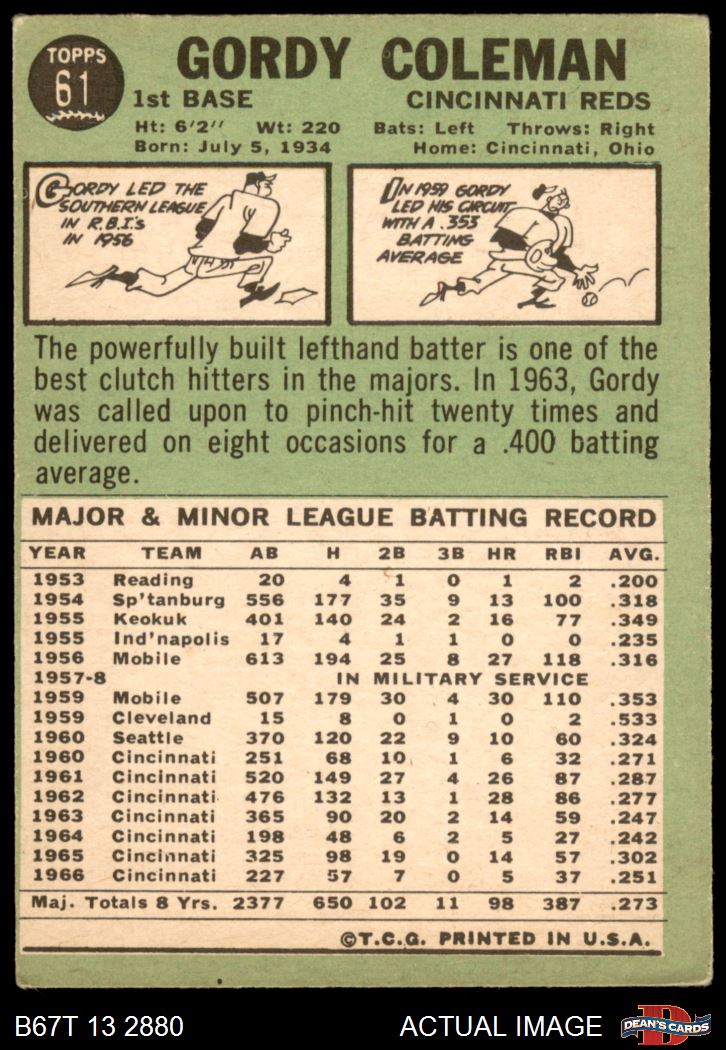 TOPPS
61
GORDY COLEMAN
1st BASE CINCINNATI REDS
Ht: 6'2" Wt: 220 Bats: Left Throws: Right
Born: July 5, 1934 Home: Cincinnati, Ohio
GORDY LED THE
SOUTHERN LEAGUE
IN R.B.I.'s
IN 1956
IN 1959 GORDY
LED HIS CIRCUIT
WITH A .353
BATTING
AVERAGE
The powerfully built lefthand batter is one of the
best clutch hitters in the majors. In 1963, Gordy
was called upon to pinch-hit twenty times and
delivered on eight occasions for a .400 batting
average.
MAJOR & MINOR LEAGUE BATTING RECORD
YEAR TEAM AB H 2B 3B HR RBI AVG.
1953 Reading 20 4 1 0 1 2 .200
1954 Sp'tanburg 556 177 35 9 13 100 .318
1955 Keokuk 401 140 24 2 16 77 .349
1955 Ind'napolis 17 4 1 1 0 0 .235
1956 Mobile 613 194 25 8 27 118 .316
1957-8 IN MILITARY SERVICE
1959 Mobile 507 179 30 4 30 110 .353
1959 Cleveland 15 8 0 1 0 2 .533
1960 Seattle 370 120 22 9 10 60 .324
1960 Cincinnati 251 68 10 1 6 32 .271
1961 Cincinnati 520 149 27 4 26 87 .287
1962 Cincinnati 476 132 13 1 28 86 .277
1963 Cincinnati 365 90 20 2 14 59 .247
1964 Cincinnati 198 48 6 2 5 27 .242
1965 Cincinnati 325 98 19 0 14 57 .302
1966 Cincinnati 227 57 7 0 5 37 .251
Maj. Totals 8 Yrs. 2377 650 102 11 98 387 .273
©T.C.G. PRINTED IN U.S.A.
B67T 13 2880 ACTUAL IMAGE
D
DEAN'S CARDS